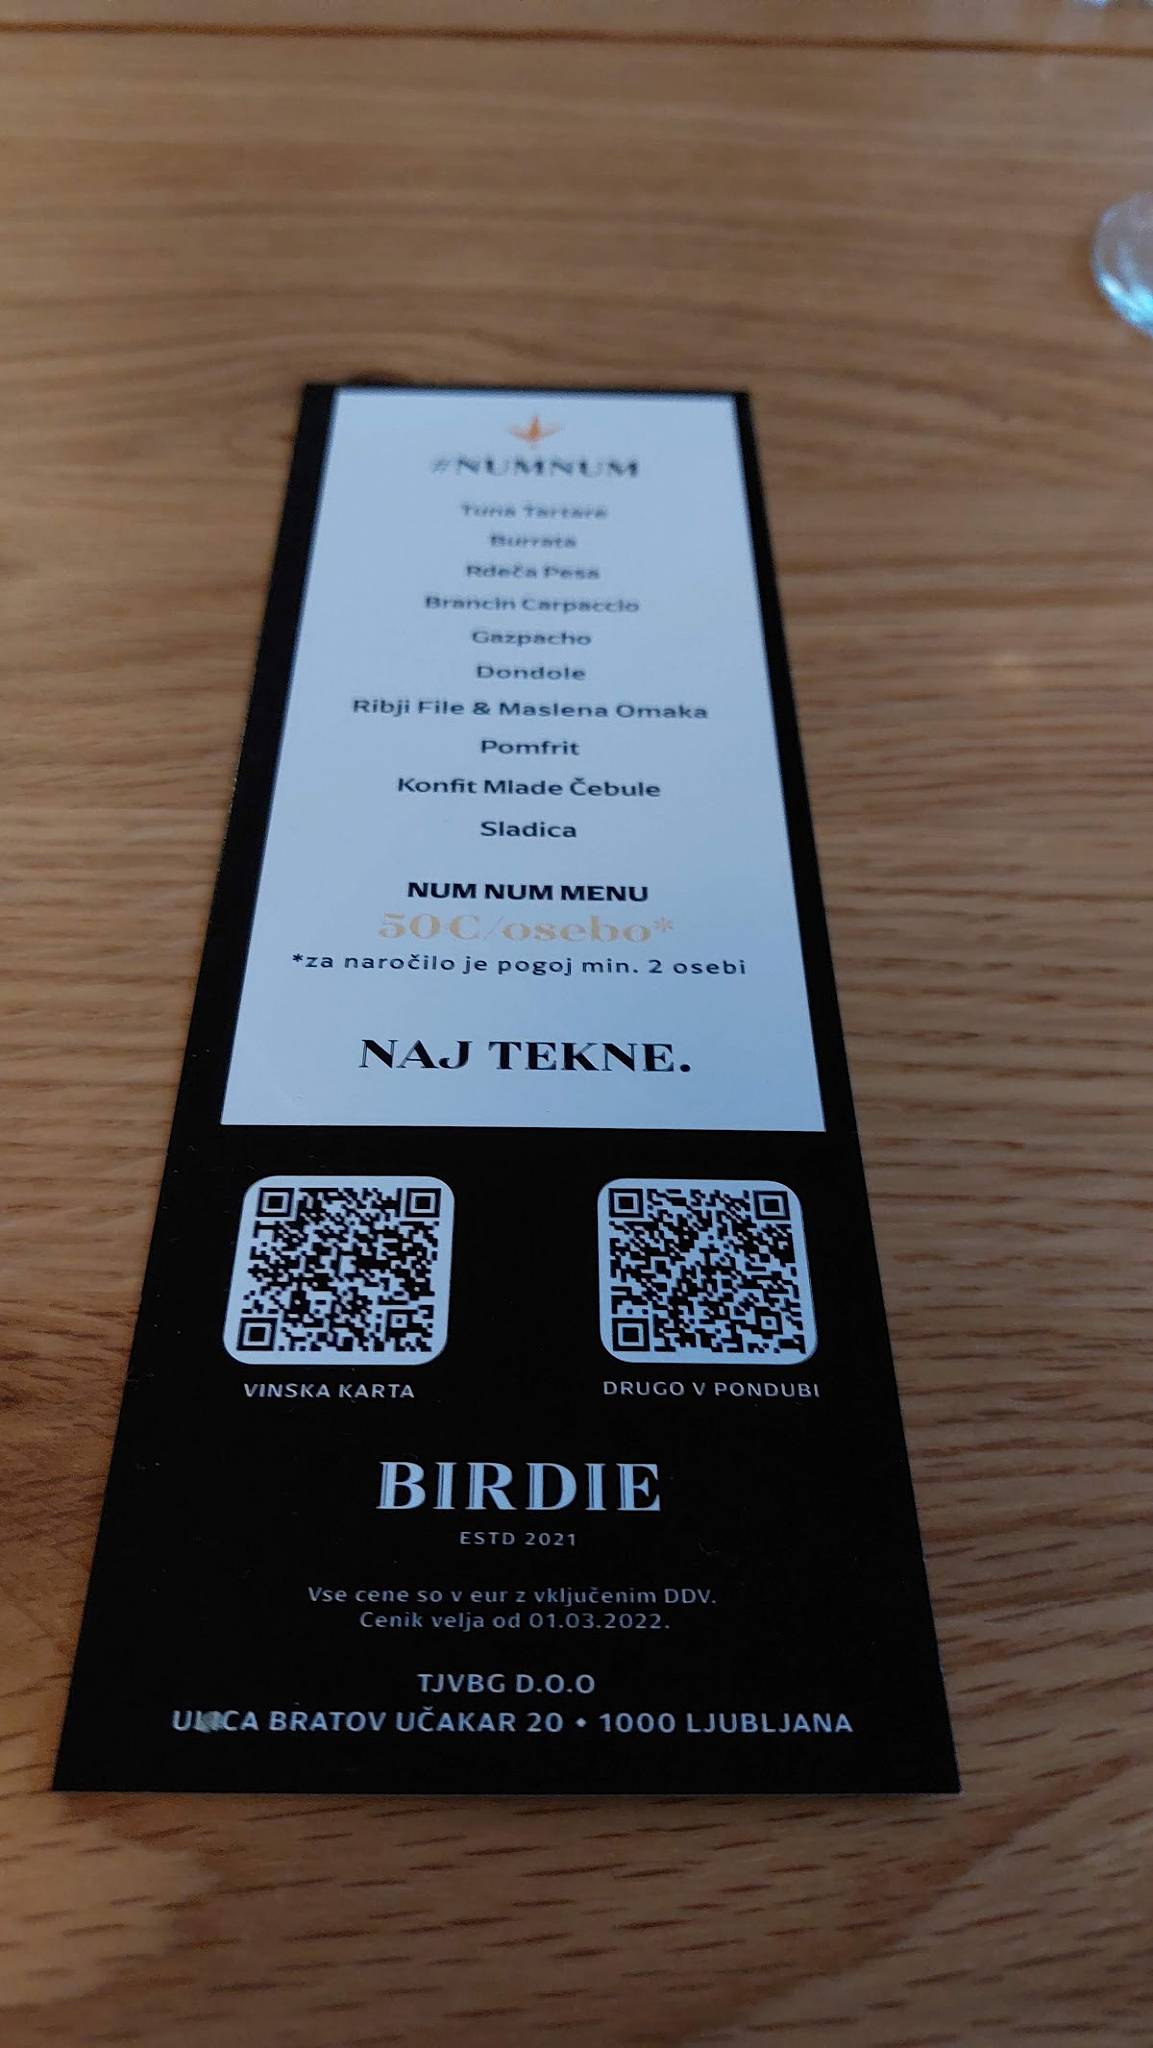 #NUMNUM
Tuna Tartare
Burrata
Rdeča Pesa
Brancin Carpaccio
Gazpacho
Dondole
Ribji File & Maslena Omaka
Pomfrit
Konfit Mlade Čebule
Sladica
NUM NUM MENU
50€/osebo*
*za naročilo je pogoj min. 2 osebi
NAJ TEKNE.
VINSKA KARTA
DRUGO V PONDUBI
BIRDIE
ESTD 2021
Vse cene so v eur z vključenim DDV.
Cenik velja od 01.03.2022.
TJVBG D.O.O
ULICA BRATOV UČAKAR 20 • 1000 LJUBLJANA